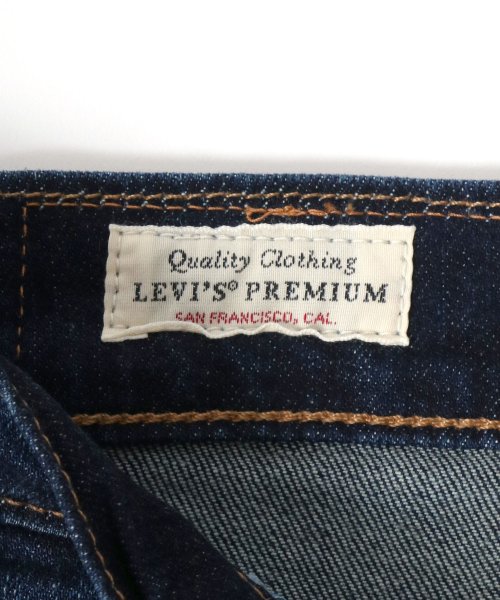 Quality Clothing
LEVI'S® PREMIUM
SAN FRANCISCO, CAL.